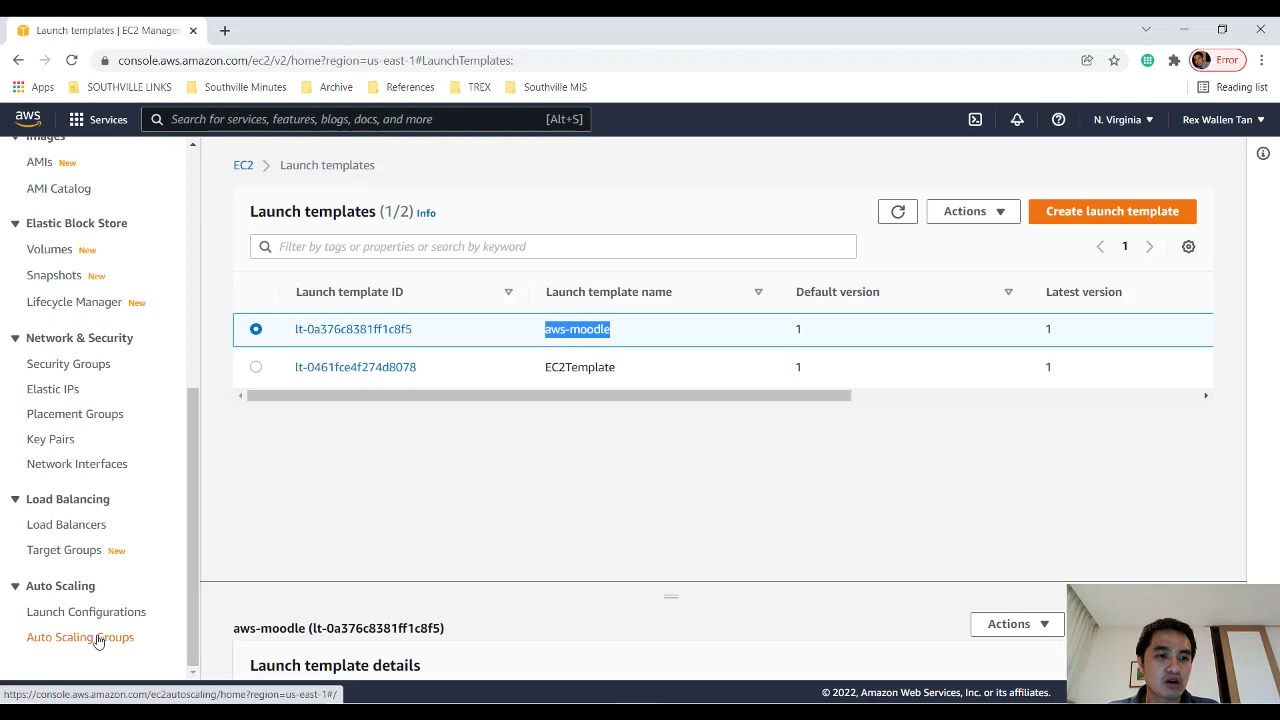 Launch templates | EC2 Manage
Error
console.aws.amazon.com/ec2/v2/home?region=us-east-1#LaunchTemplates:
Apps
SOUTHVILLE LINKS
Southville Minutes
Archive
References
TREX
Southville MIS
Reading list
aws
Services
Search for services, features, blogs, docs, and more
[Alt+S]
N. Virginia
Rex Wallen Tan
Images
AMIs New
AMI Catalog
Elastic Block Store
Volumes New
Snapshots New
Lifecycle Manager New
Network & Security
Security Groups
Elastic IPs
Placement Groups
Key Pairs
Network Interfaces
Load Balancing
Load Balancers
Target Groups New
Auto Scaling
Launch Configurations
Auto Scaling Groups
EC2 > Launch templates
Launch templates (1/2) Info
Actions
Create launch template
Filter by tags or properties or search by keyword
1
Launch template ID
Launch template name
Default version
Latest version
lt-0a376c8381ff1c8f5
aws-moodle
1
1
lt-0461fce4f274d8078
EC2Template
1
1
aws-moodle (lt-0a376c8381ff1c8f5)
Actions
Launch template details
https://console.aws.amazon.com/ec2autoscaling/home?region=us-east-1#/
© 2022, Amazon Web Services, Inc. or its affiliates.